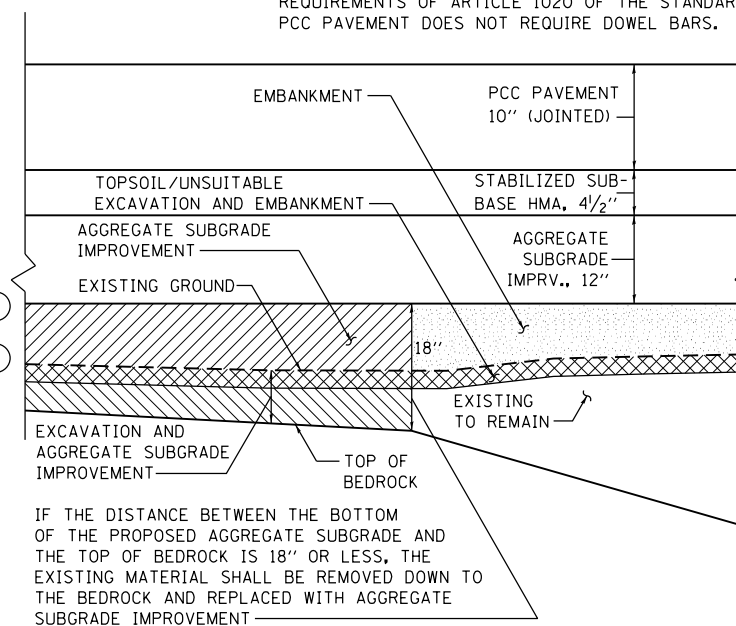 REQUIREMENTS OF ARTICLE 1020 OF THE STANDAR
PCC PAVEMENT DOES NOT REQUIRE DOWEL BARS.
EMBANKMENT
PCC PAVEMENT
10" (JOINTED)
TOPSOIL/UNSUITABLE
EXCAVATION AND EMBANKMENT
STABILIZED SUB-
BASE HMA, 4 1/2"
AGGREGATE SUBGRADE
IMPROVEMENT
AGGREGATE
SUBGRADE
IMPRV., 12"
EXISTING GROUND
18"
EXISTING
TO REMAIN
EXCAVATION AND
AGGREGATE SUBGRADE
IMPROVEMENT
TOP OF
BEDROCK
IF THE DISTANCE BETWEEN THE BOTTOM
OF THE PROPOSED AGGREGATE SUBGRADE AND
THE TOP OF BEDROCK IS 18" OR LESS, THE
EXISTING MATERIAL SHALL BE REMOVED DOWN TO
THE BEDROCK AND REPLACED WITH AGGREGATE
SUBGRADE IMPROVEMENT